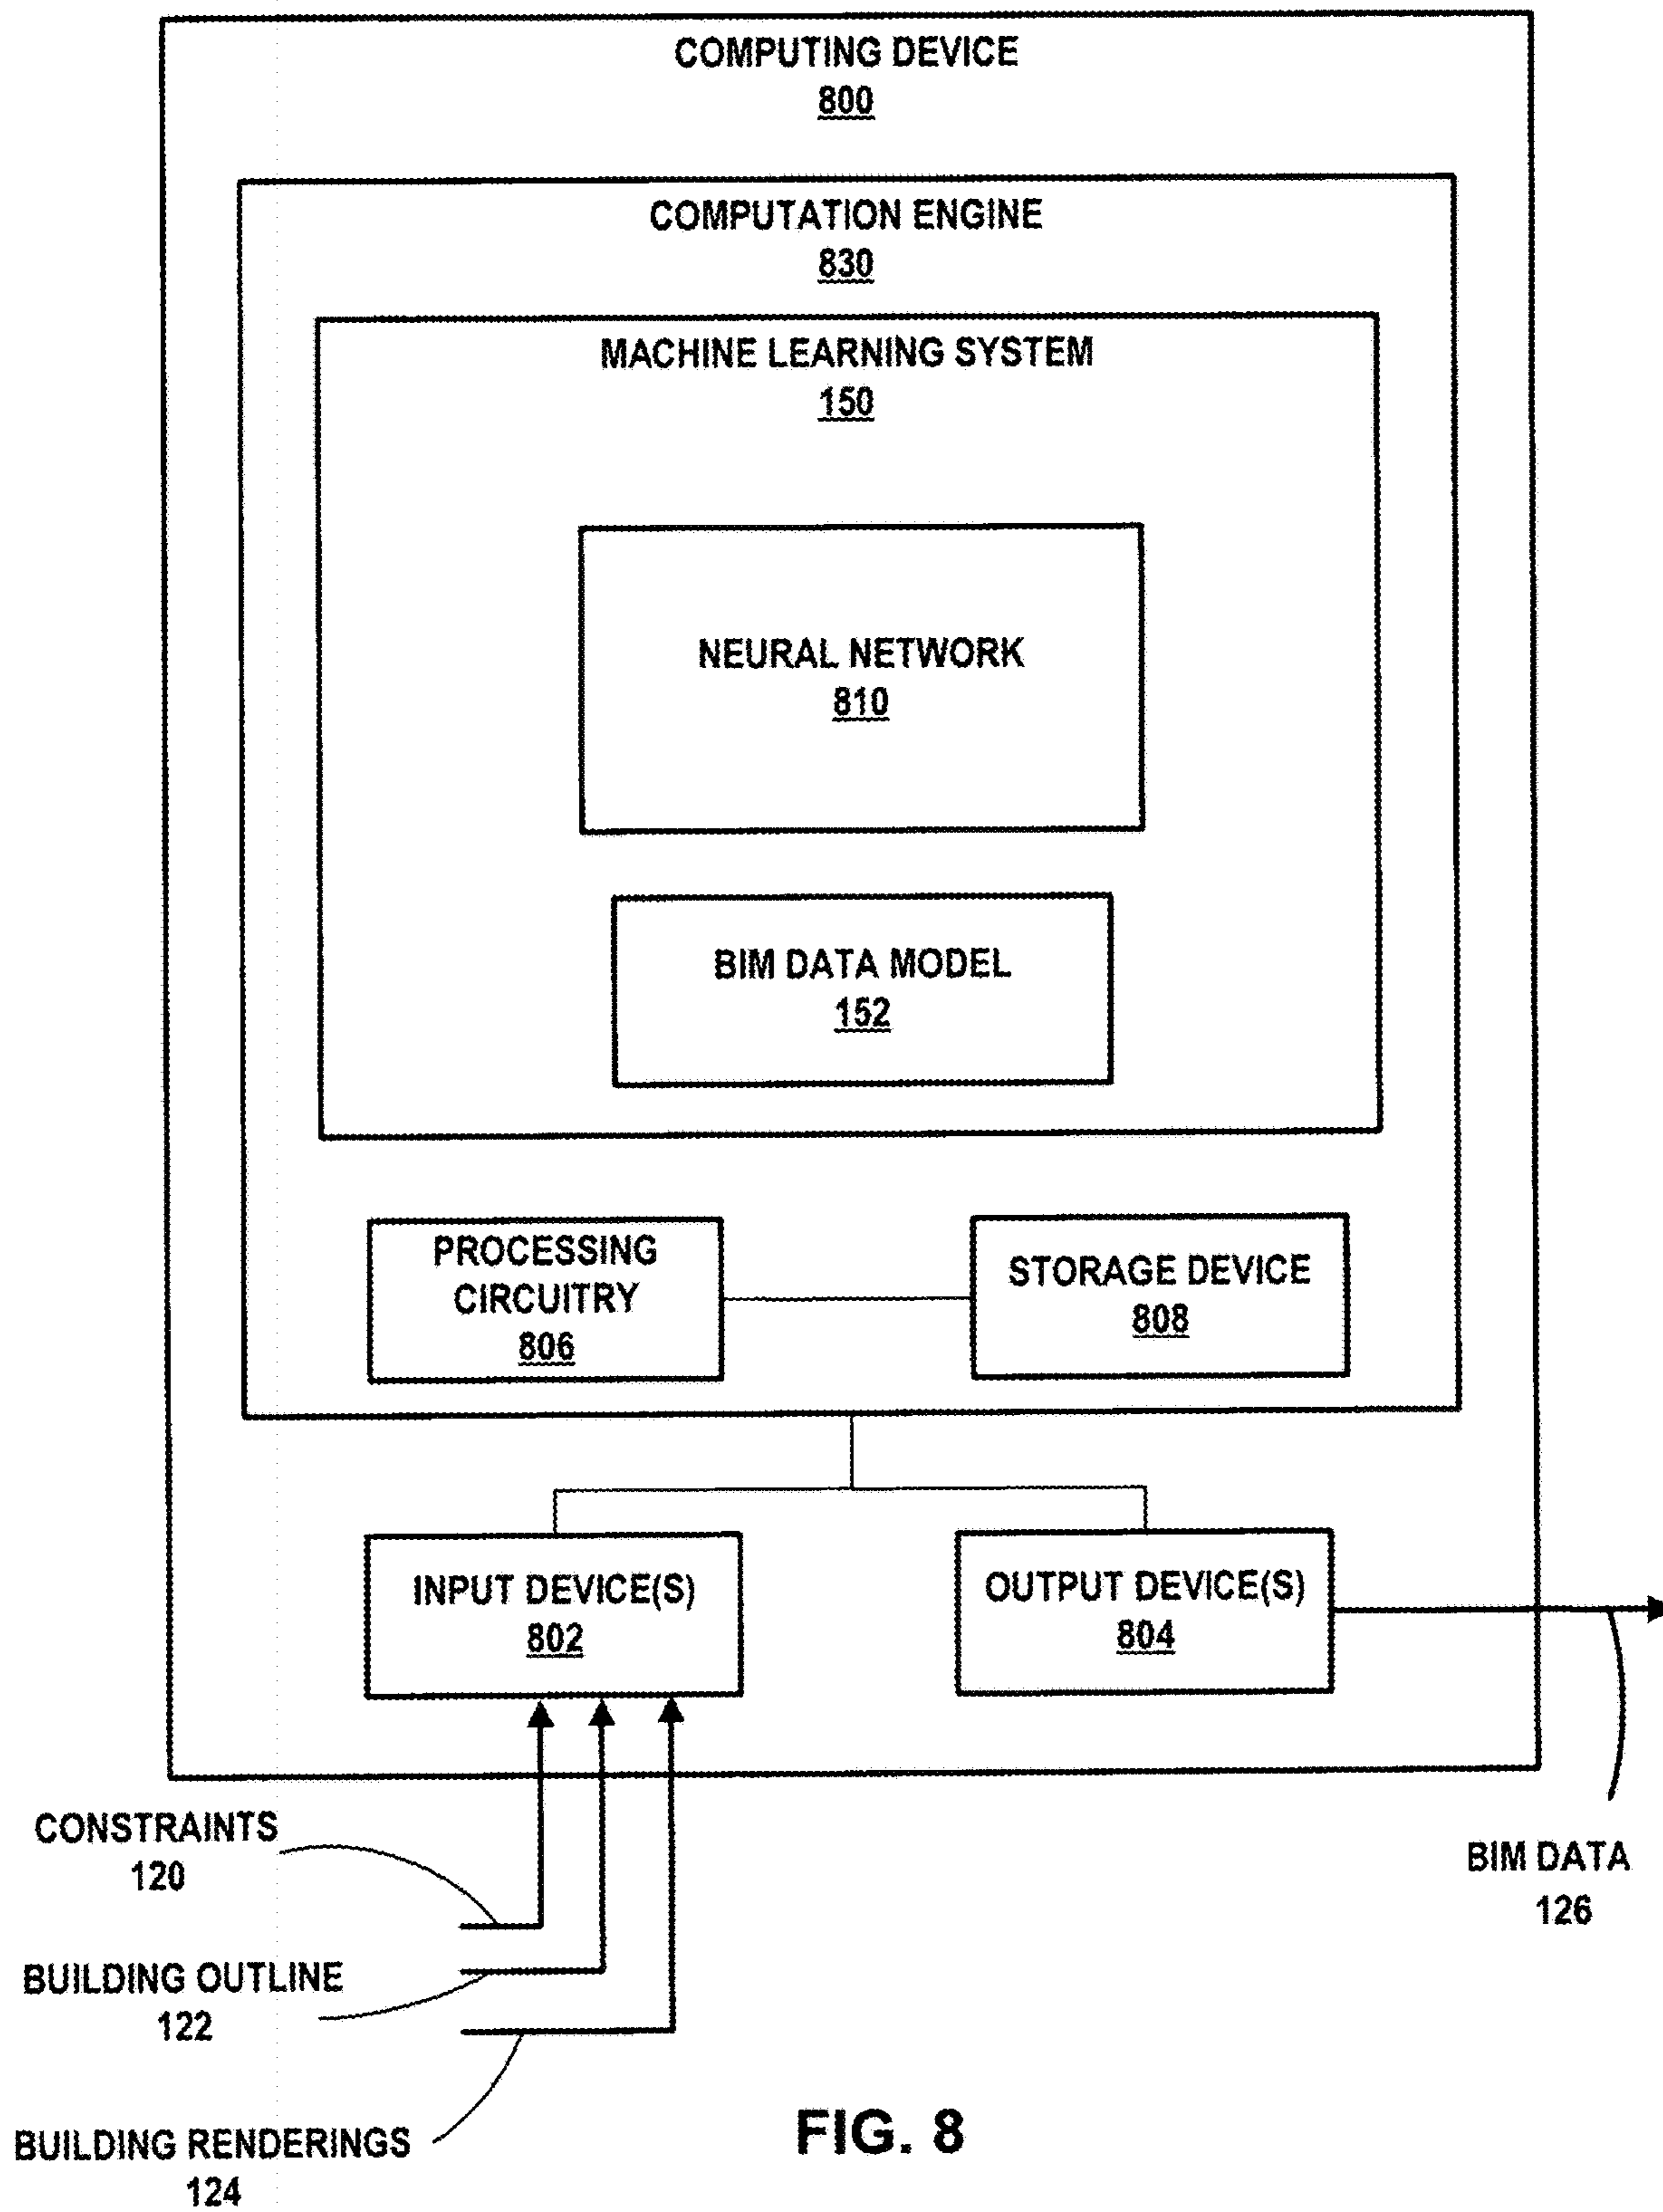 COMPUTING DEVICE
800
COMPUTATION ENGINE
830
MACHINE LEARNING SYSTEM
150
NEURAL NETWORK
810
BIM DATA MODEL
152
PROCESSING
CIRCUITRY
806
STORAGE DEVICE
808
INPUT DEVICE(S)
802
OUTPUT DEVICE(S)
804
CONSTRAINTS
120
BIM DATA
126
BUILDING OUTLINE
122
BUILDING RENDERINGS
124
FIG. 8